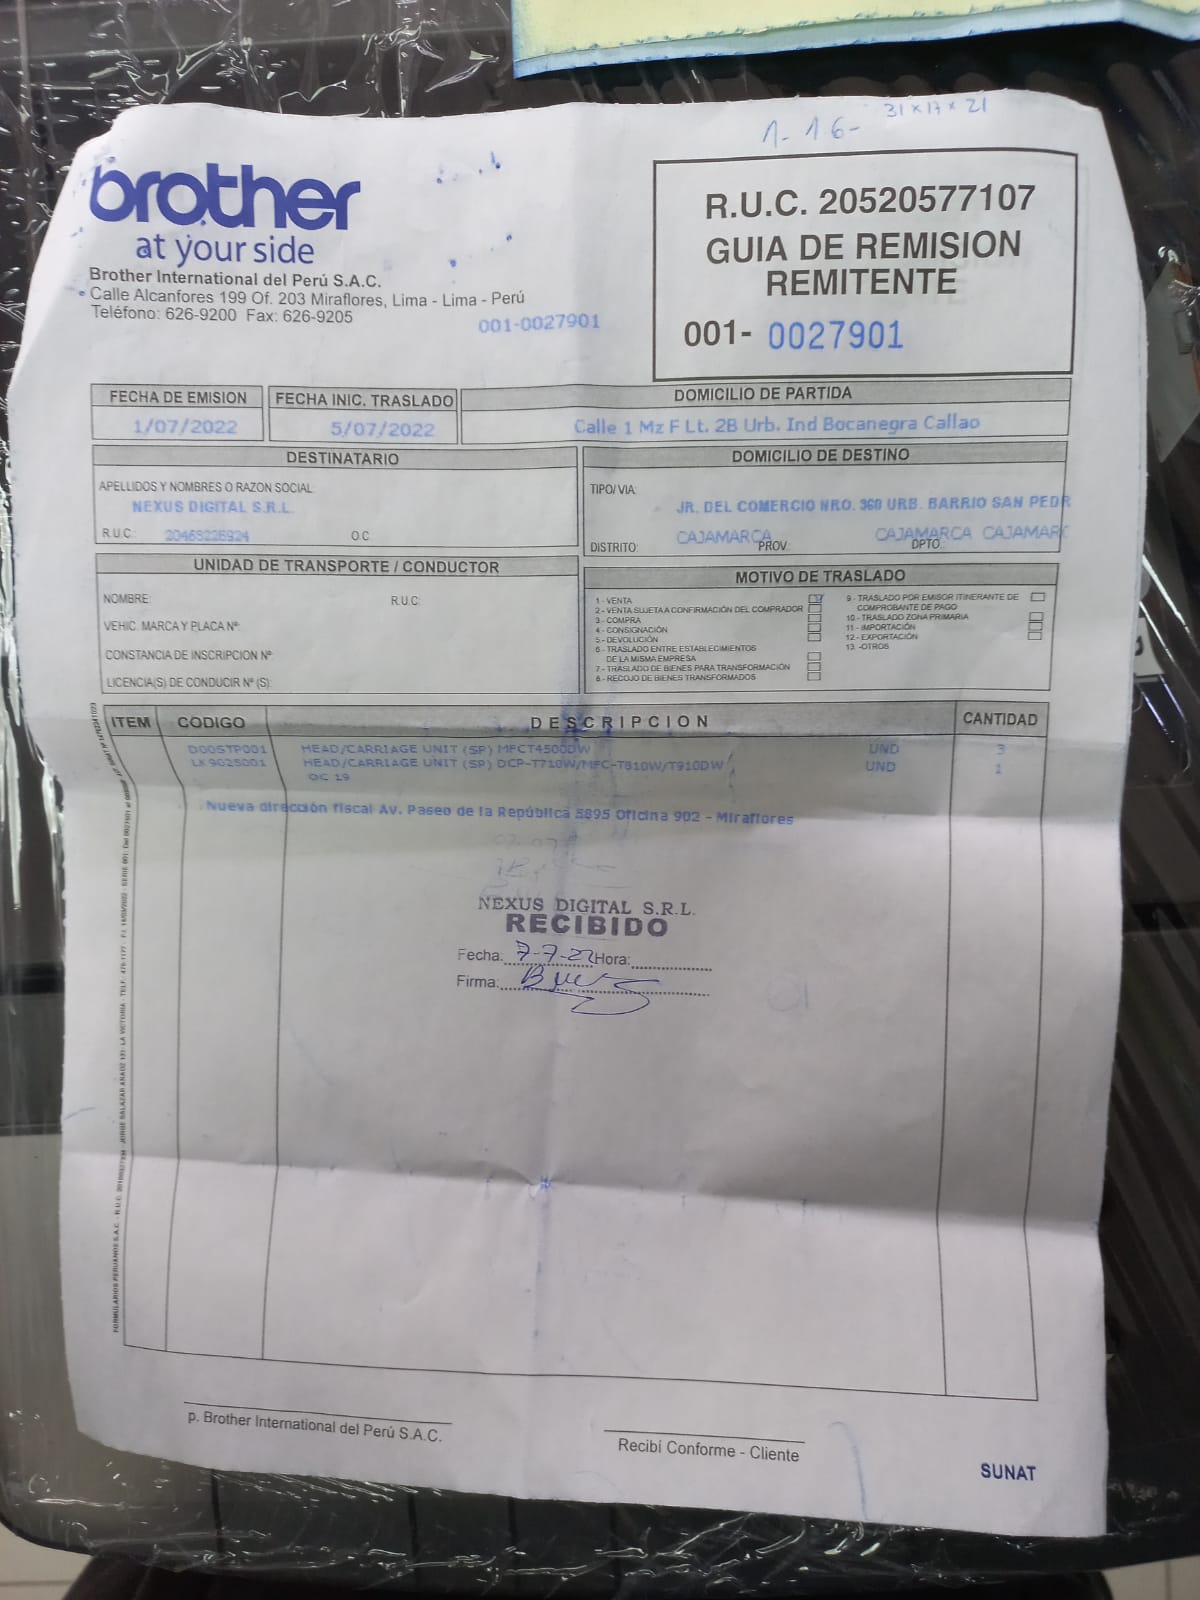 1- 16- 31x17x21
brother
at your side
Brother International del Perú S.A.C.
Calle Alcanfores 199 Of. 203 Miraflores, Lima - Lima - Perú
Teléfono: 626-9200 Fax: 626-9205
001-0027901
R.U.C. 20520577107
GUIA DE REMISION
REMITENTE
001- 0027901
FECHA DE EMISION
1/07/2022
FECHA INIC. TRASLADO
5/07/2022
DOMICILIO DE PARTIDA
Calle 1 Mz F Lt. 2B Urb. Ind Bocanegra Callao
DESTINATARIO
APELLIDOS Y NOMBRES O RAZON SOCIAL:
NEXUS DIGITAL S.R.L.
R.U.C.: 20453226924 O.C.
DOMICILIO DE DESTINO
TIPO/VIA:
JR. DEL COMERCIO NRO. 360 URB. BARRIO SAN PEDR
CAJAMARCA CAJAMARCA CAJAMARC
DISTRITO: PROV.: DPTO.:
UNIDAD DE TRANSPORTE / CONDUCTOR
NOMBRE: R.U.C:
VEHIC. MARCA Y PLACA Nº:
CONSTANCIA DE INSCRIPCION Nº:
LICENCIA(S) DE CONDUCIR Nº (S):
MOTIVO DE TRASLADO
1 - VENTA
2 - VENTA SUJETA A CONFIRMACIÓN DEL COMPRADOR
3 - COMPRA
4 - CONSIGNACIÓN
5 - DEVOLUCIÓN
6 - TRASLADO ENTRE ESTABLECIMIENTOS
DE LA MISMA EMPRESA
7 - TRASLADO DE BIENES PARA TRANSFORMACIÓN
8 - RECOJO DE BIENES TRANSFORMADOS
9 - TRASLADO POR EMISOR ITINERANTE DE
COMPROBANTE DE PAGO
10 - TRASLADO ZONA PRIMARIA
11 - IMPORTACIÓN
12 - EXPORTACIÓN
13 -OTROS
ITEM CODIGO DESCRIPCION CANTIDAD
D005TP001 HEAD/CARRIAGE UNIT (SP) MFCT4500DW UND 3
LK9025001 HEAD/CARRIAGE UNIT (SP) DCP-T710W/MFC-T810W/T910DW UND 1
OC 19
Nueva dirección fiscal Av. Paseo de la República 5895 Oficina 902 - Miraflores
NEXUS DIGITAL S.R.L.
RECIBIDO
Fecha: 7-7-22 Hora:
Firma:
p. Brother International del Perú S.A.C.
Recibí Conforme - Cliente
SUNAT